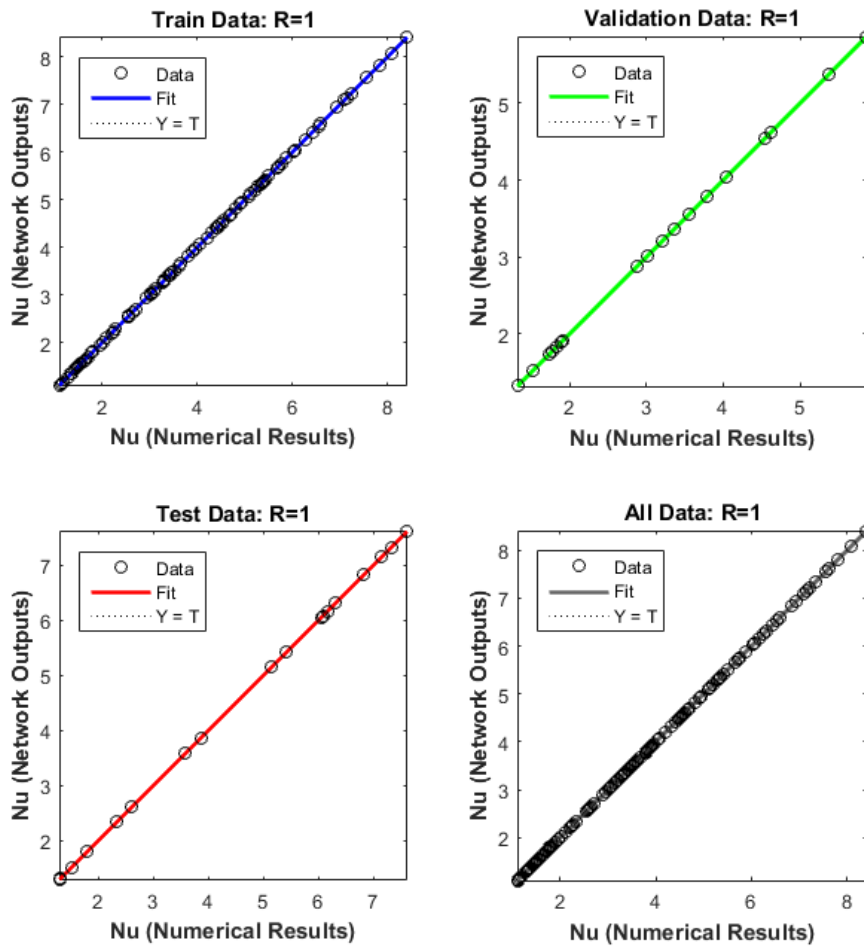 Train Data: R=1
Nu (Network Outputs)
8
7
6
5
4
3
2
Data
Fit
Y = T
2 4 6 8
Nu (Numerical Results)
Validation Data: R=1
Nu (Network Outputs)
5
4
3
2
Data
Fit
Y = T
2 3 4 5
Nu (Numerical Results)
Test Data: R=1
Nu (Network Outputs)
7
6
5
4
3
2
Data
Fit
Y = T
2 3 4 5 6 7
Nu (Numerical Results)
All Data: R=1
Nu (Network Outputs)
8
7
6
5
4
3
2
Data
Fit
Y = T
2 4 6 8
Nu (Numerical Results)